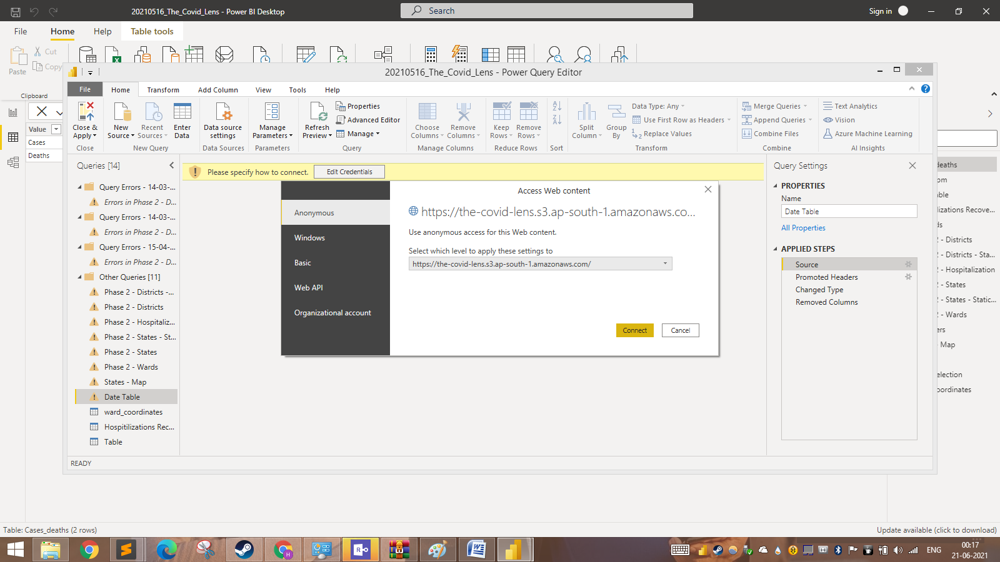 20210516_The_Covid_Lens - Power BI Desktop
Search
Sign in
File Home Help Table tools
Cut
Copy
Paste
Clipboard
Value
Cases
Deaths
20210516_The_Covid_Lens - Power Query Editor
File Home Transform Add Column View Tools Help
Close & Apply
Close
New Source
Recent Sources
Enter Data
New Query
Data source settings
Data Sources
Manage Parameters
Parameters
Refresh Preview
Properties
Advanced Editor
Manage
Query
Choose Columns
Remove Columns
Manage Columns
Keep Rows
Remove Rows
Reduce Rows
Sort
Split Column
Group By
Data Type: Any
Use First Row as Headers
Replace Values
Transform
Merge Queries
Append Queries
Combine Files
Combine
Text Analytics
Vision
Azure Machine Learning
AI Insights
Queries [14]
Query Errors - 14-03-...
Errors in Phase 2 - D...
Query Errors - 14-03-...
Errors in Phase 2 - D...
Query Errors - 15-04-...
Errors in Phase 2 - D...
Other Queries [11]
Phase 2 - Districts -...
Phase 2 - Districts
Phase 2 - Hospitaliz...
Phase 2 - States - St...
Phase 2 - States
Phase 2 - Wards
States - Map
Date Table
ward_coordinates
Hospitilizations Rec...
Table
Please specify how to connect.
Edit Credentials
Access Web content
Anonymous
Windows
Basic
Web API
Organizational account
https://the-covid-lens.s3.ap-south-1.amazonaws.co...
Use anonymous access for this Web content.
Select which level to apply these settings to
https://the-covid-lens.s3.ap-south-1.amazonaws.com/
Connect
Cancel
Query Settings
PROPERTIES
Name
Date Table
All Properties
APPLIED STEPS
Source
Promoted Headers
Changed Type
Removed Columns
deaths
om
ble
lizations Recove...
ds
2 - Districts
2 - Districts - Sta...
2 - Hospitalization
2 - States
2 - States - Static...
2 - Wards
ers
- Map
election
oordinates
READY
Table: Cases_deaths (2 rows)
Update available (click to download)
ENG
00:17
21-06-2021